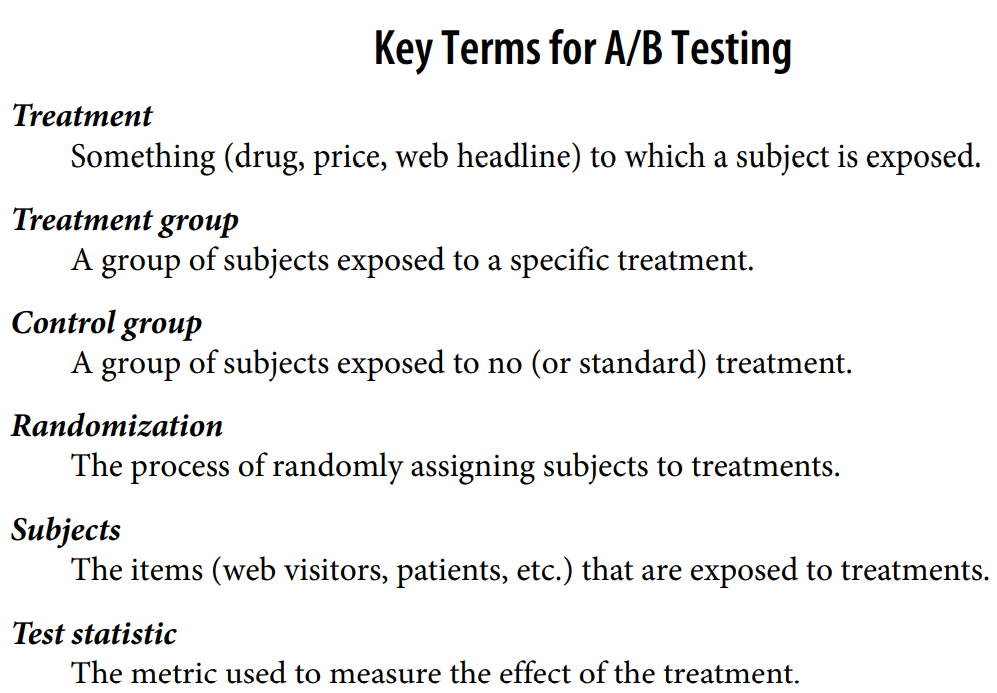 Key Terms for A/B Testing
Treatment
Something (drug, price, web headline) to which a subject is exposed.
Treatment group
A group of subjects exposed to a specific treatment.
Control group
A group of subjects exposed to no (or standard) treatment.
Randomization
The process of randomly assigning subjects to treatments.
Subjects
The items (web visitors, patients, etc.) that are exposed to treatments.
Test statistic
The metric used to measure the effect of the treatment.